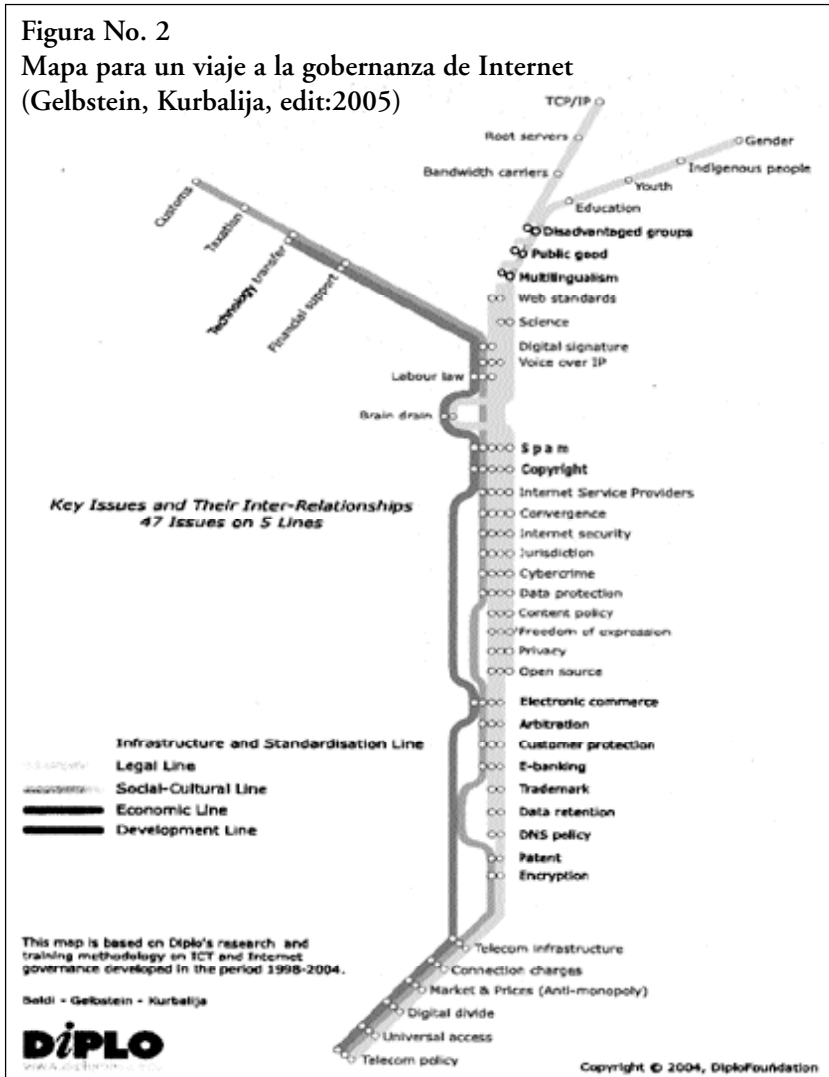 Figura No. 2
Mapa para un viaje a la gobernanza de Internet
(Gelbstein, Kurbalija, edit:2005)
TCP/IP
Root servers
Gender
Bandwidth carriers
Indigenous people
Youth
Education
Customs
Taxation
Technology transfer
Financial support
Disadvantaged groups
Public good
Multilingualism
Web standards
Science
Digital signature
Voice over IP
Labour law
Brain drain
Spam
Copyright
Key Issues and Their Inter-Relationships
47 Issues on 5 Lines
Internet Service Providers
Convergence
Internet security
Jurisdiction
Cybercrime
Data protection
Content policy
Freedom of expression
Privacy
Open source
Electronic commerce
Arbitration
Customer protection
E-banking
Trademark
Data retention
DNS policy
Patent
Encryption
Infrastructure and Standardisation Line
Legal Line
Social-Cultural Line
Economic Line
Development Line
Telecom infrastructure
Connection charges
Market & Prices (Anti-monopoly)
Digital divide
Universal access
Telecom policy
This map is based on Diplo's research and
training methodology on ICT and Internet
governance developed in the period 1998-2004.
Baldi - Gelbstein - Kurbalija
DiPLO
Copyright © 2004, DiploFoundation